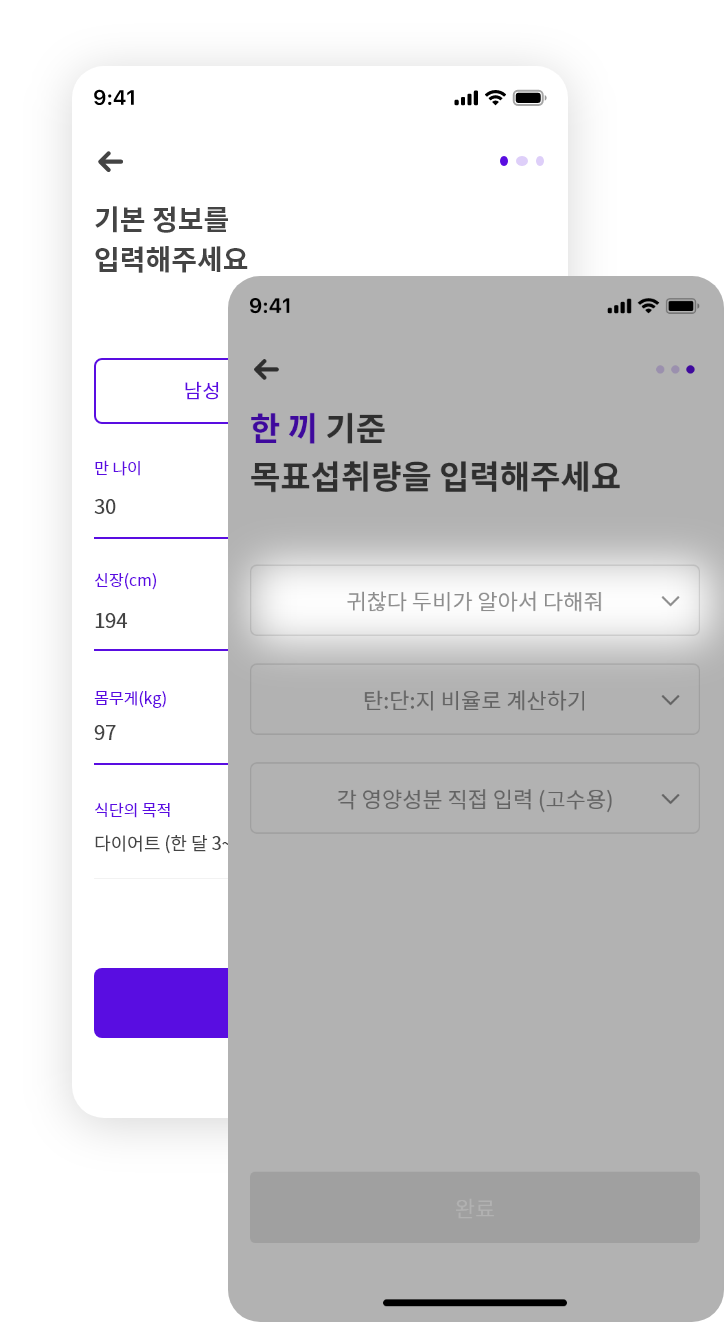 9:41
기본 정보를
입력해주세요
남성
만 나이
30
신장(cm)
194
몸무게(kg)
97
식단의 목적
다이어트 (한 달 3~
9:41
한 끼 기준
목표섭취량을 입력해주세요
귀찮다 두비가 알아서 다해줘
탄:단:지 비율로 계산하기
각 영양성분 직접 입력 (고수용)
완료